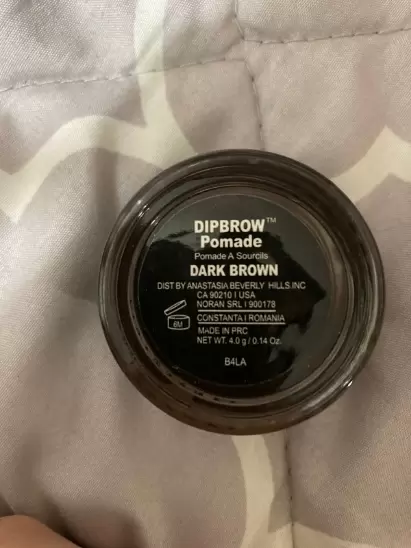 DIPBROW™
Pomade
Pomade A Sourcils
DARK BROWN
DIST BY ANASTASIA BEVERLY HILLS.INC
CA 90210 I USA
NORAN SRL I 900178
CONSTANTA I ROMANIA
6M
MADE IN PRC
NET WT. 4.0 g / 0.14 Oz.
B4LA